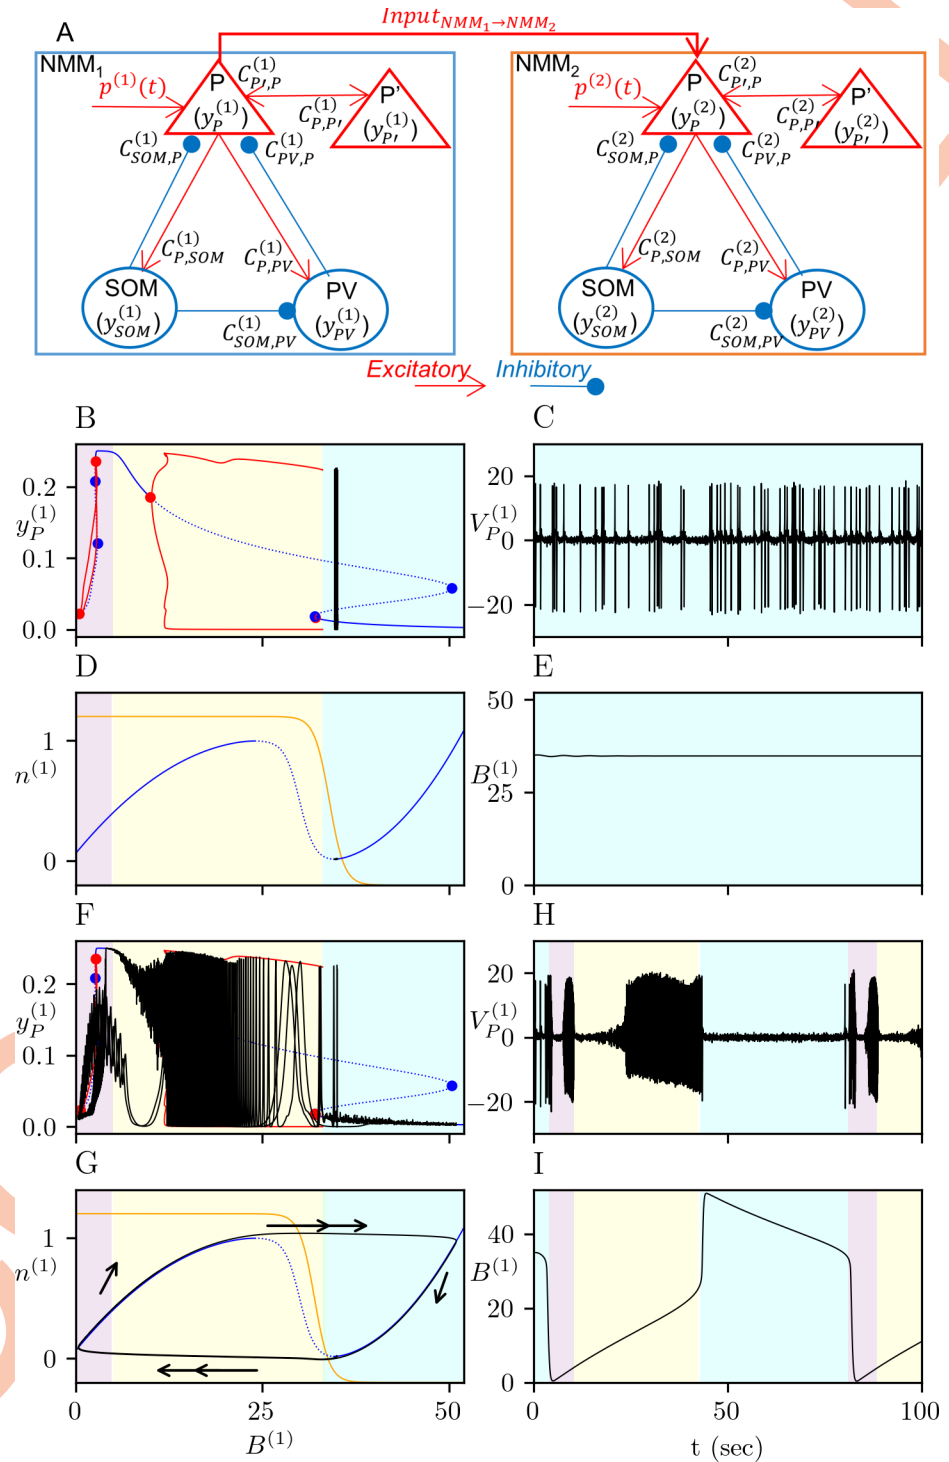 A
Input_{NMM₁→NMM₂}
NMM₁
p^{(1)}(t)
P
(y_P^{(1)})
C_{P',P}^{(1)}
C_{P,P'}^{(1)}
P'
(y_{P'}^{(1)})
C_{SOM,P}^{(1)}
C_{PV,P}^{(1)}
C_{P,SOM}^{(1)}
C_{P,PV}^{(1)}
SOM
(y_{SOM}^{(1)})
PV
(y_{PV}^{(1)})
C_{SOM,PV}^{(1)}
NMM₂
p^{(2)}(t)
P
(y_P^{(2)})
C_{P',P}^{(2)}
C_{P,P'}^{(2)}
P'
(y_{P'}^{(2)})
C_{SOM,P}^{(2)}
C_{PV,P}^{(2)}
C_{P,SOM}^{(2)}
C_{P,PV}^{(2)}
SOM
(y_{SOM}^{(2)})
PV
(y_{PV}^{(2)})
C_{SOM,PV}^{(2)}
Excitatory Inhibitory
B
0.2
y_P^{(1)}
0.1
0.0
C
20
V_P^{(1)}
0
−20
D
1
n^{(1)}
0
E
50
B^{(1)}
25
0
F
0.2
y_P^{(1)}
0.1
0.0
H
20
V_P^{(1)}
0
−20
G
1
n^{(1)}
0
0 25 50
B^{(1)}
I
40
B^{(1)}
20
0
0 50 100
t (sec)